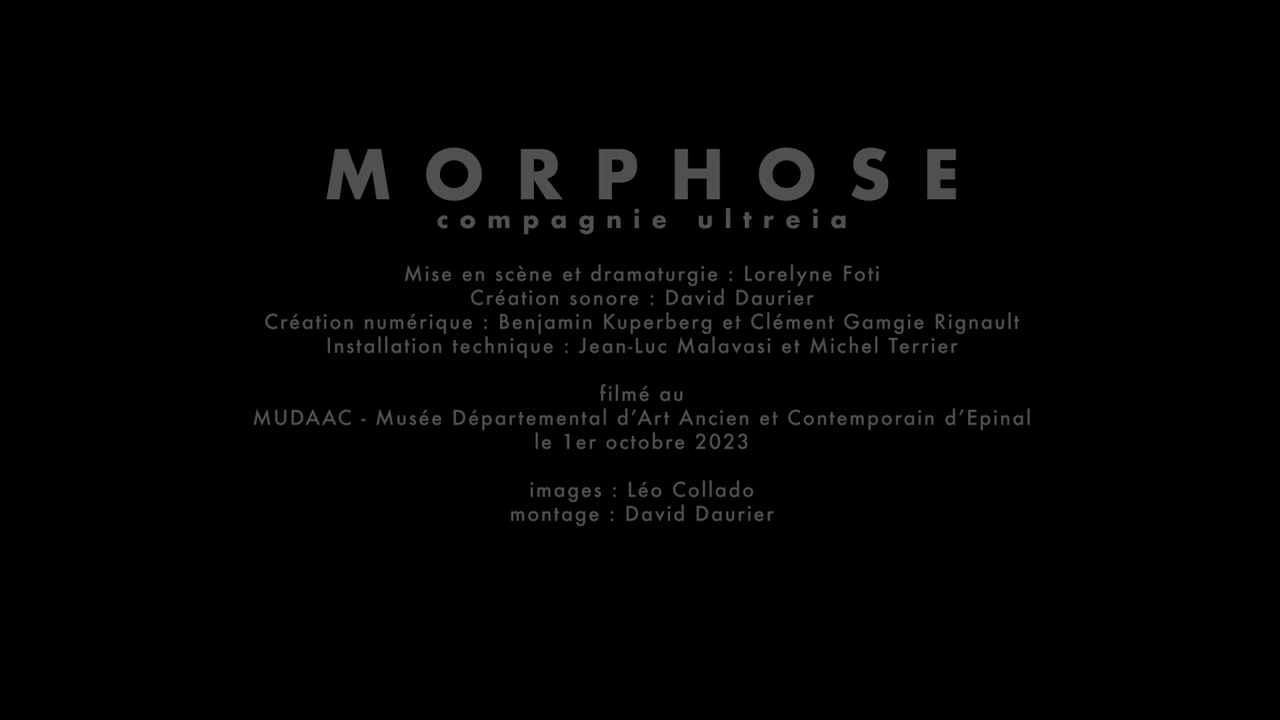 MORPHOSE
compagnie ultreia
Mise en scène et dramaturgie : Lorelyne Foti
Création sonore : David Daurier
Création numérique : Benjamin Kuperberg et Clément Gamgie Rignault
Installation technique : Jean-Luc Malavasi et Michel Terrier
filmé au
MUDAAC - Musée Départemental d’Art Ancien et Contemporain d’Epinal
le 1er octobre 2023
images : Léo Collado
montage : David Daurier